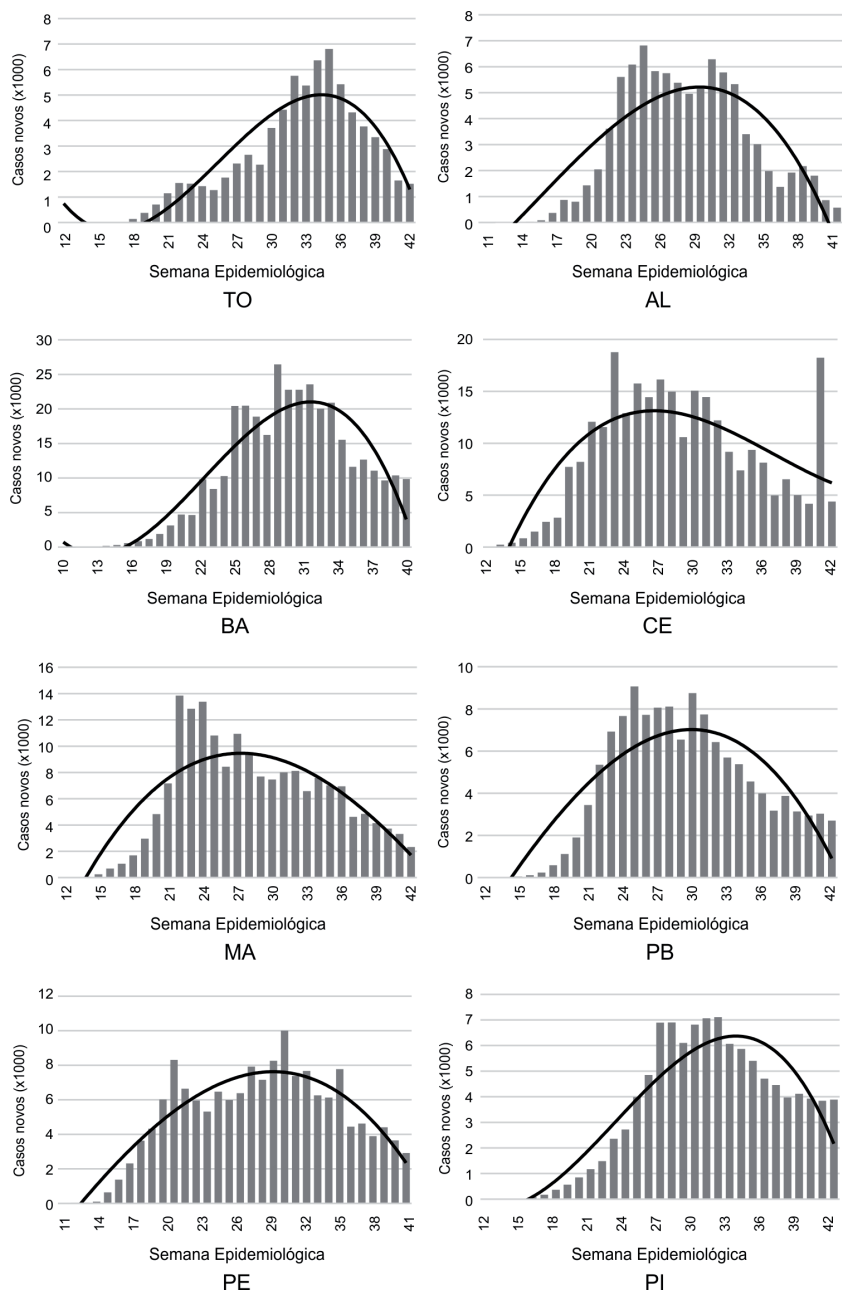 8
7
6
5
4
3
2
1
0
Casos novos (x1000)
12 15 18 21 24 27 30 33 36 39 42
Semana Epidemiológica
TO
8
7
6
5
4
3
2
1
0
Casos novos (x1000)
11 14 17 20 23 26 29 32 35 38 41
Semana Epidemiológica
AL
30
25
20
15
10
5
0
Casos novos (x1000)
10 13 16 19 22 25 28 31 34 37 40
Semana Epidemiológica
BA
20
15
10
5
0
Casos novos (x1000)
12 15 18 21 24 27 30 33 36 39 42
Semana Epidemiológica
CE
16
14
12
10
8
6
4
2
0
Casos novos (x1000)
12 15 18 21 24 27 30 33 36 39 42
Semana Epidemiológica
MA
10
8
6
4
2
0
Casos novos (x1000)
12 15 18 21 24 27 30 33 36 39 42
Semana Epidemiológica
PB
12
10
8
6
4
2
0
Casos novos (x1000)
11 14 17 20 23 26 29 32 35 38 41
Semana Epidemiológica
PE
8
7
6
5
4
3
2
1
0
Casos novos (x1000)
12 15 18 21 24 27 30 33 36 39 42
Semana Epidemiológica
PI